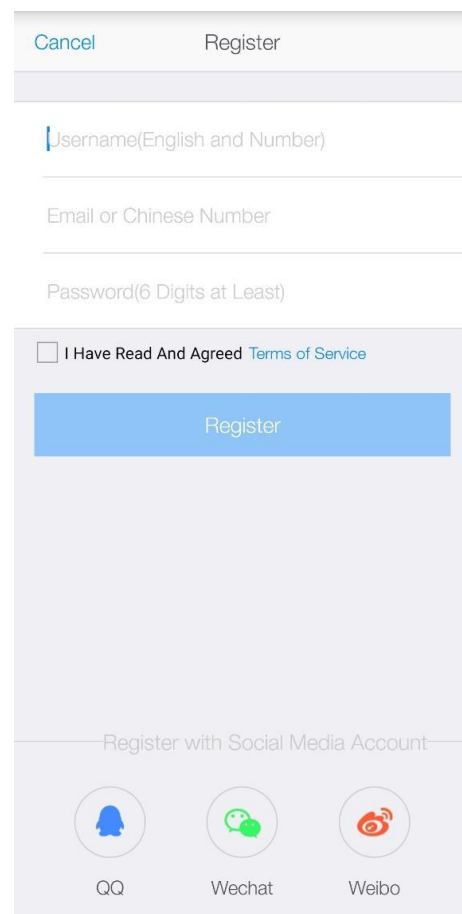 Cancel Register
Username(English and Number)
Email or Chinese Number
Password(6 Digits at Least)
I Have Read And Agreed Terms of Service
Register
Register with Social Media Account
QQ Wechat Weibo